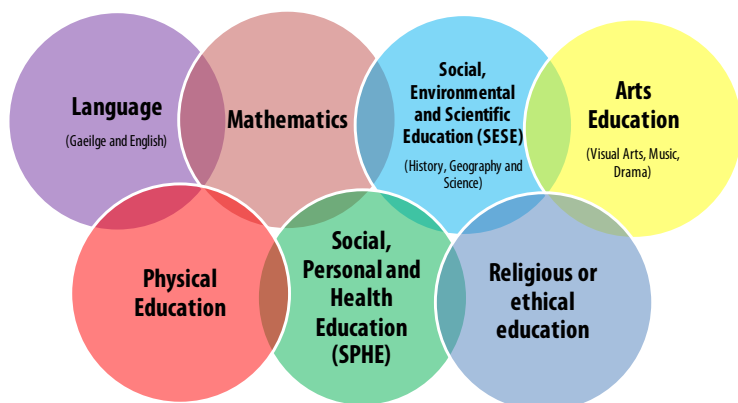 Language
(Gaeilge and English)
Mathematics
Social,
Environmental
and Scientific
Education (SESE)
(History, Geography and
Science)
Arts
Education
(Visual Arts, Music,
Drama)
Physical
Education
Social,
Personal and
Health
Education
(SPHE)
Religious or
ethical
education